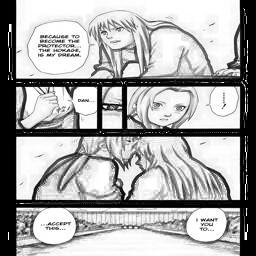 BECAUSE TO
BECOME THE
PROTECTOR...
THE HOKAGE,
IS MY DREAM.
DAN...
......
I WANT
YOU TO...
...ACCEPT
THIS...